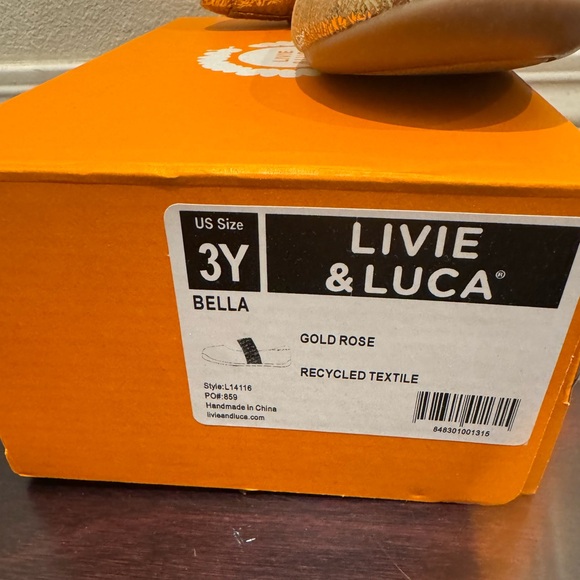 LIVIE
US Size
3Y
LIVIE
& LUCA®
BELLA
GOLD ROSE
RECYCLED TEXTILE
Style:L14116
PO#:859
Handmade in China
livieandluca.com
848301001315